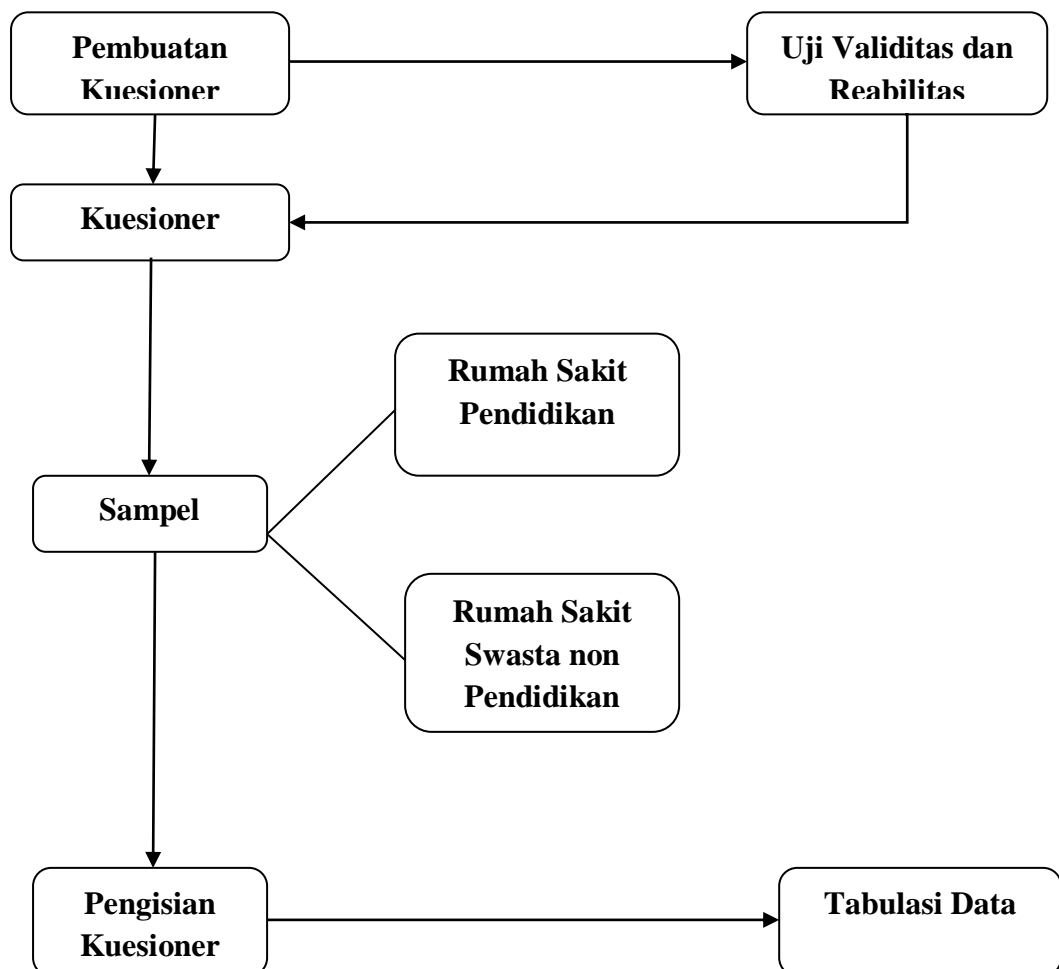 Pembuatan
Kuesioner
Uji Validitas dan
Reabilitas
Kuesioner
Rumah Sakit
Pendidikan
Sampel
Rumah Sakit
Swasta non
Pendidikan
Pengisian
Kuesioner
Tabulasi Data